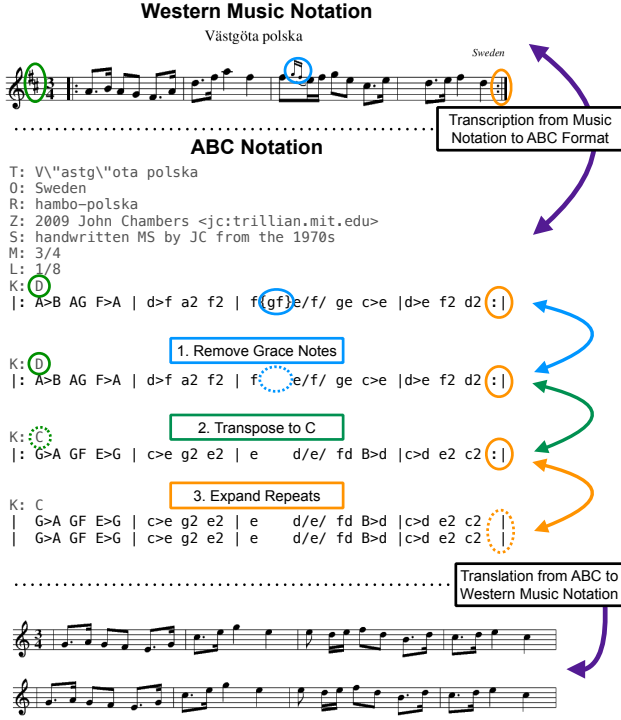 Western Music Notation
Västgöta polska
Sweden
3
4
Transcription from Music
Notation to ABC Format
ABC Notation
T: V\"astg\"ota polska
O: Sweden
R: hambo-polska
Z: 2009 John Chambers <jc:trillian.mit.edu>
S: handwritten MS by JC from the 1970s
M: 3/4
L: 1/8
K: D
|: A>B AG F>A | d>f a2 f2 | f{gf}e/f/ ge c>e |d>e f2 d2 :|
1. Remove Grace Notes
K: D
|: A>B AG F>A | d>f a2 f2 | f e/f/ ge c>e |d>e f2 d2 :|
2. Transpose to C
K: C
|: G>A GF E>G | c>e g2 e2 | e d/e/ fd B>d |c>d e2 c2 :|
3. Expand Repeats
K: C
| G>A GF E>G | c>e g2 e2 | e d/e/ fd B>d |c>d e2 c2 |
| G>A GF E>G | c>e g2 e2 | e d/e/ fd B>d |c>d e2 c2 |
Translation from ABC to
Western Music Notation
3
4